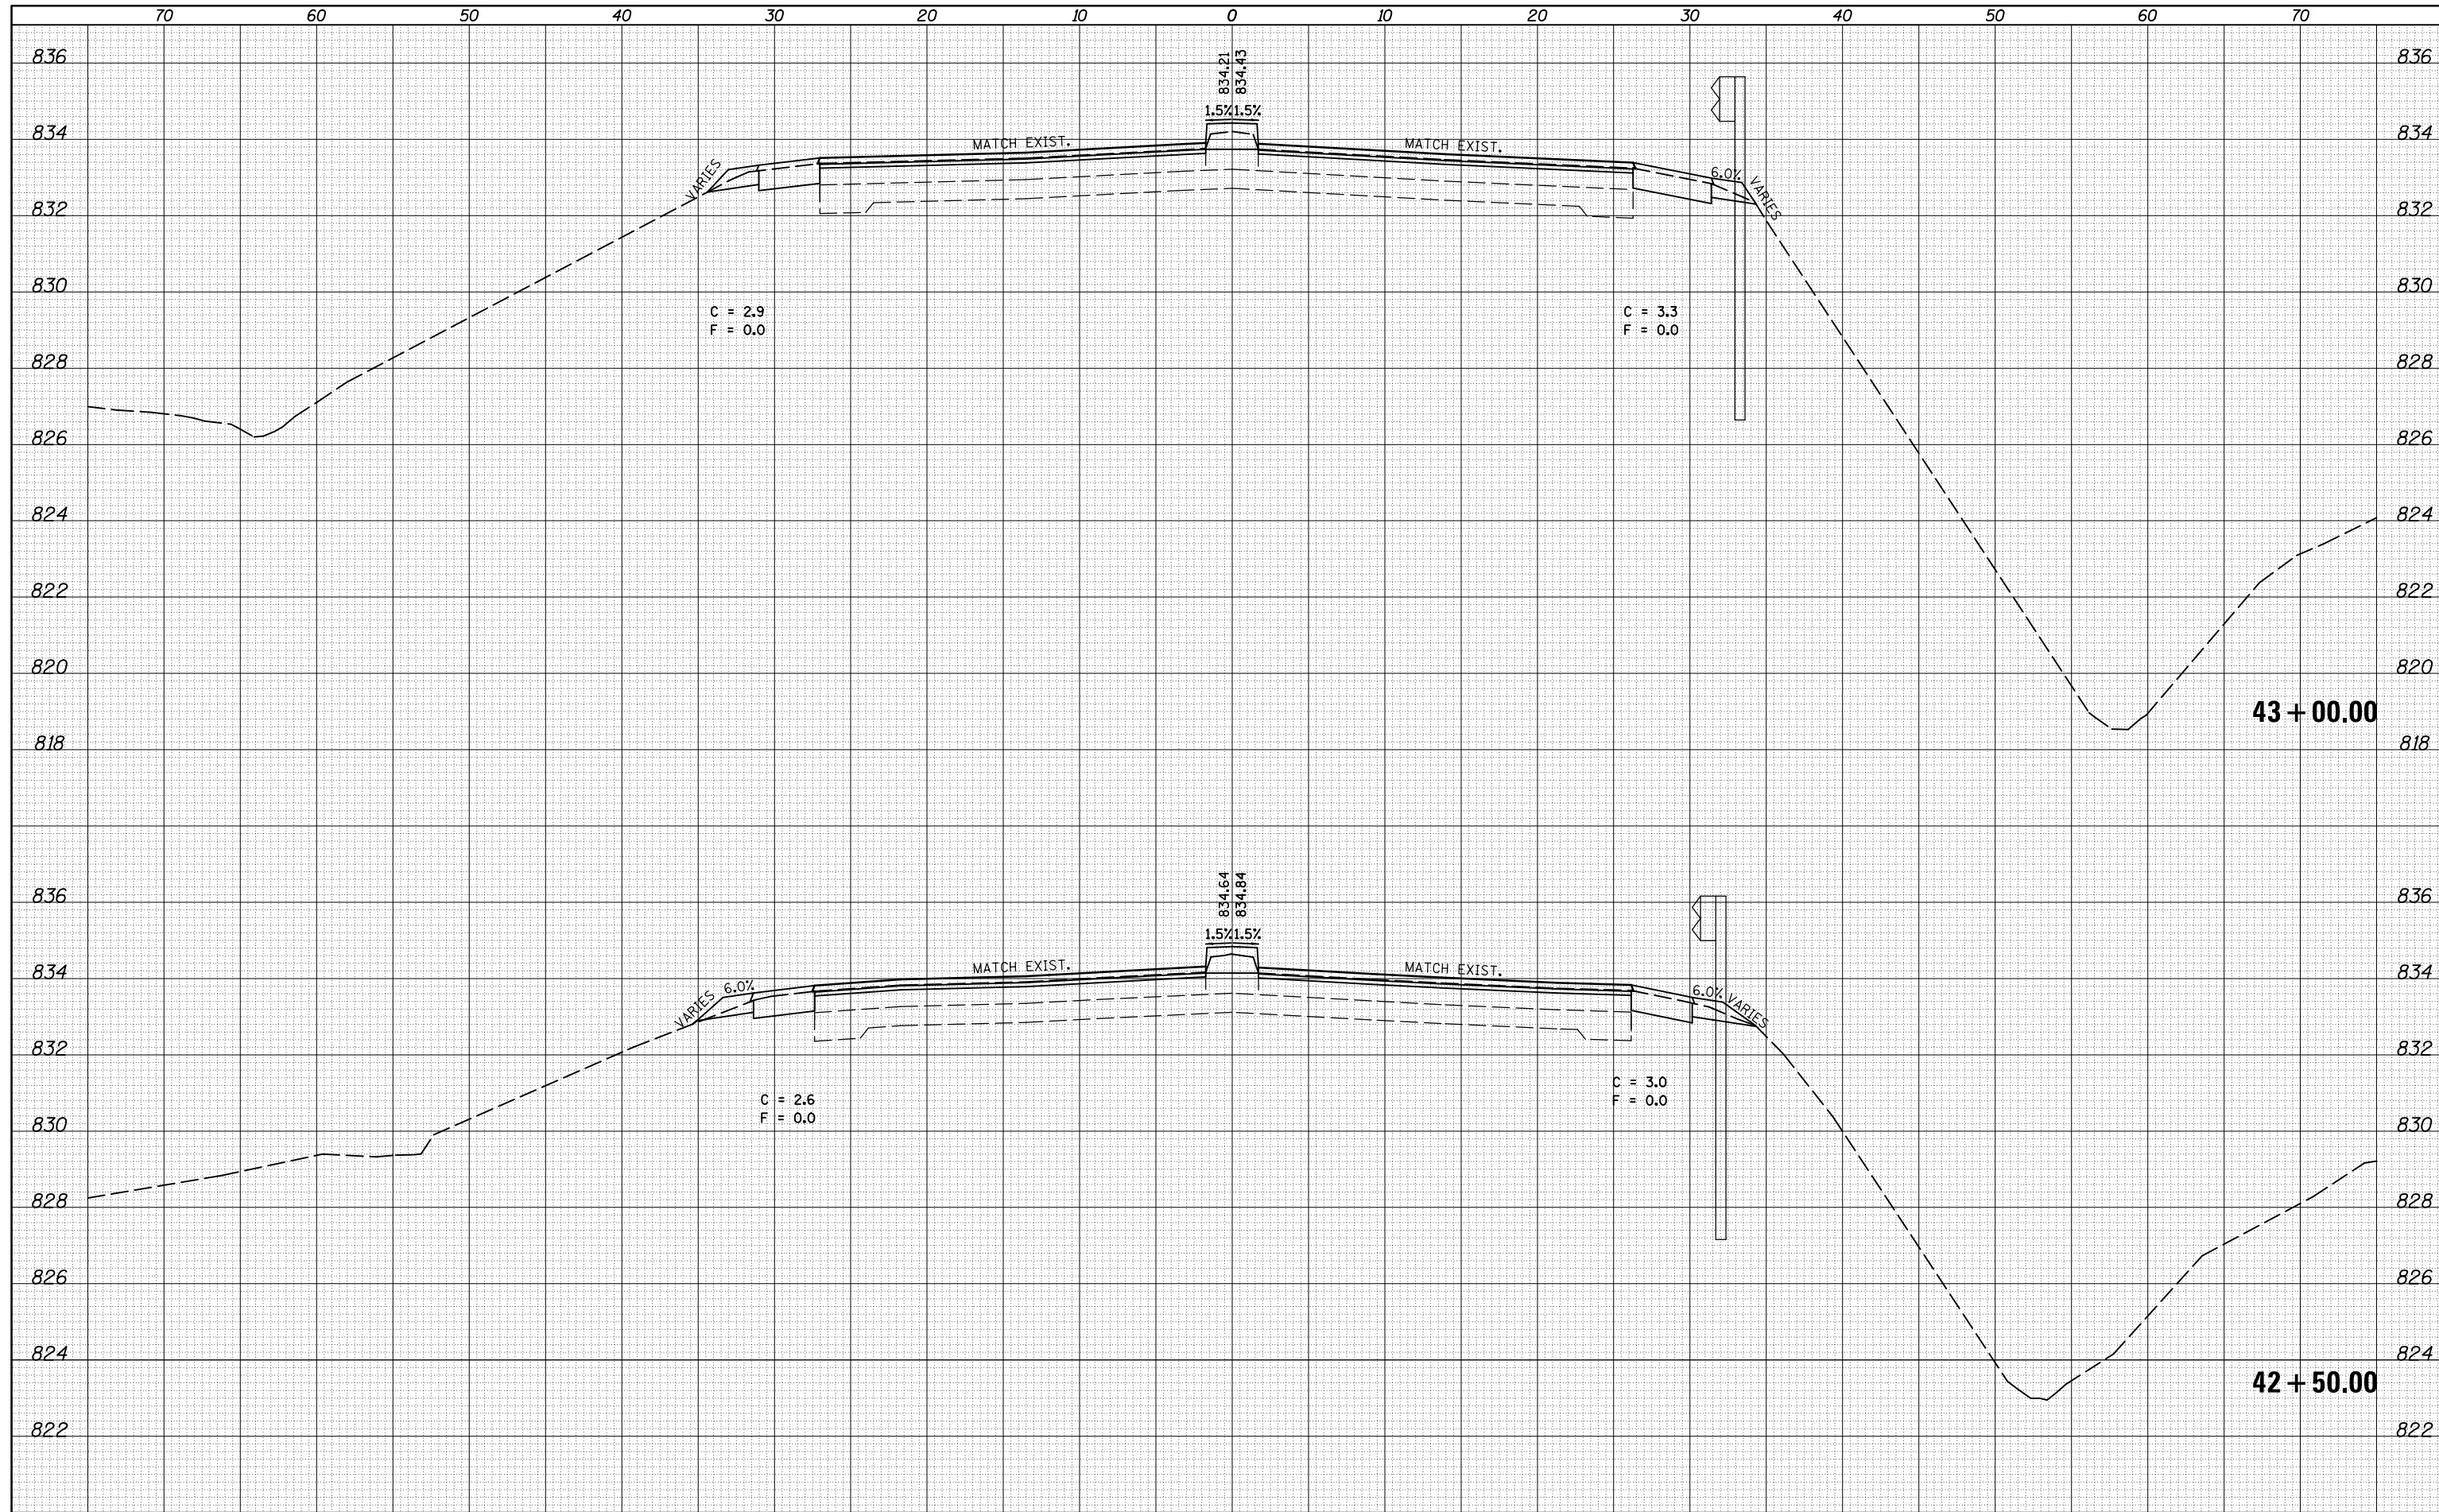 70 60 50 40 30 20 10 0 10 20 30 40 50 60 70
836 836
834.21 834.43
1.5% 1.5%
834 834
MATCH EXIST. MATCH EXIST.
VARIES 6.0% VARIES
832 832
830 830
C = 2.9 C = 3.3
F = 0.0 F = 0.0
828 828
826 826
824 824
822 822
820 820
43+00.00
818 818
836 836
834.64 834.84
1.5% 1.5%
834 834
MATCH EXIST. MATCH EXIST.
VARIES 6.0% 6.0% VARIES
832 832
C = 3.0
F = 0.0
C = 2.6
F = 0.0
830 830
828 828
826 826
824 824
42+50.00
822 822